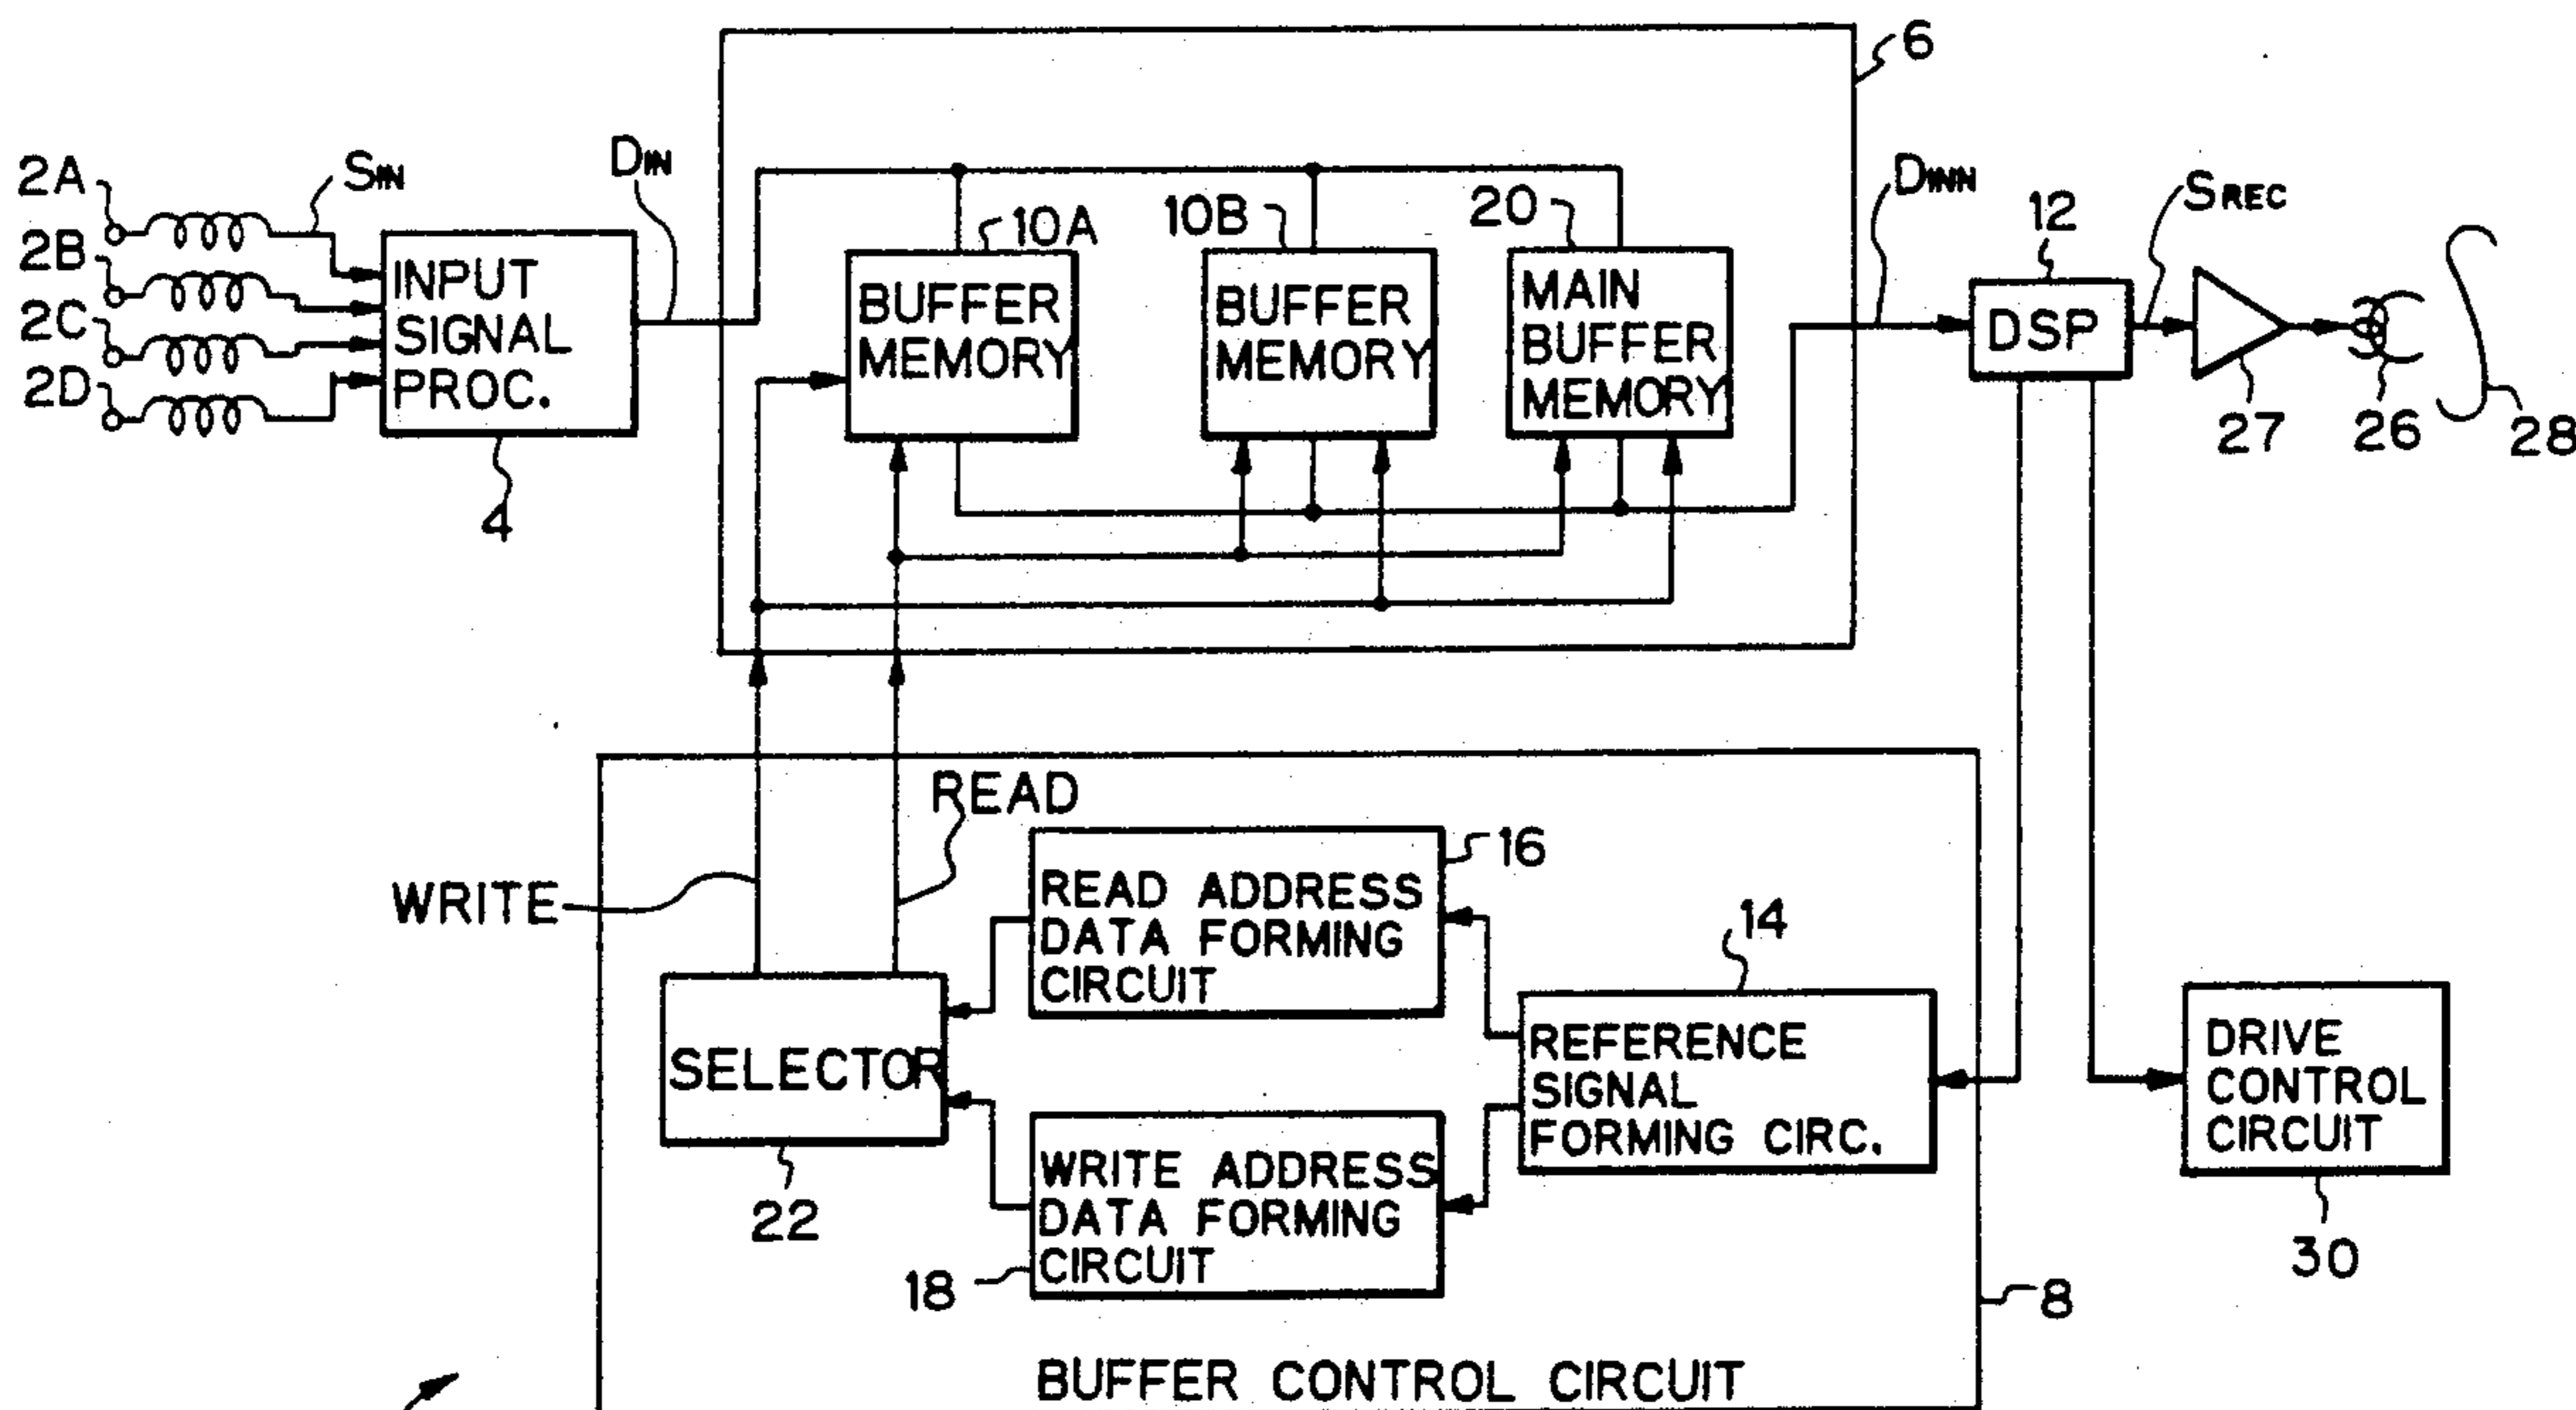 6
2A
SIN
DIN
2B
2C
2D
INPUT
SIGNAL
PROC.
4
10A
BUFFER
MEMORY
10B
BUFFER
MEMORY
20
MAIN
BUFFER
MEMORY
DINN
12
DSP
SREC
27
26
28
WRITE
READ
16
READ ADDRESS
DATA FORMING
CIRCUIT
14
REFERENCE
SIGNAL
FORMING CIRC.
SELECTOR
22
WRITE ADDRESS
DATA FORMING
CIRCUIT
18
DRIVE
CONTROL
CIRCUIT
30
8
BUFFER CONTROL CIRCUIT